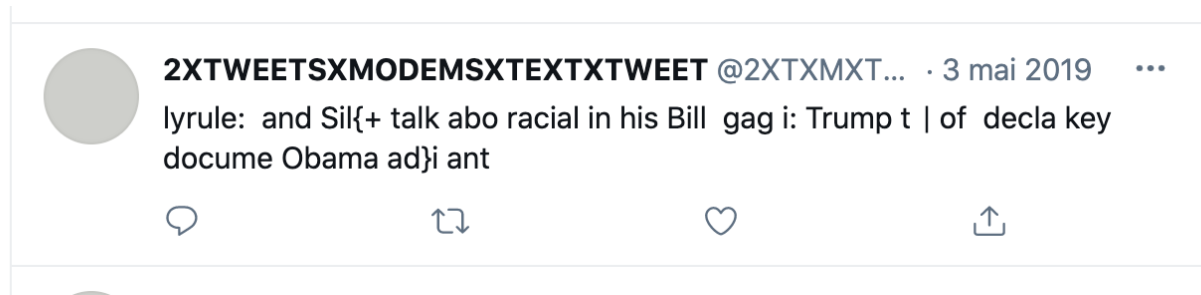 2XTWEETSXMODEMSXTEXTXTWEET @2XTXMXT... · 3 mai 2019
lyrule:  and Sil{+ talk abo racial in his Bill  gag i: Trump t | of  decla key
docume Obama ad}i ant